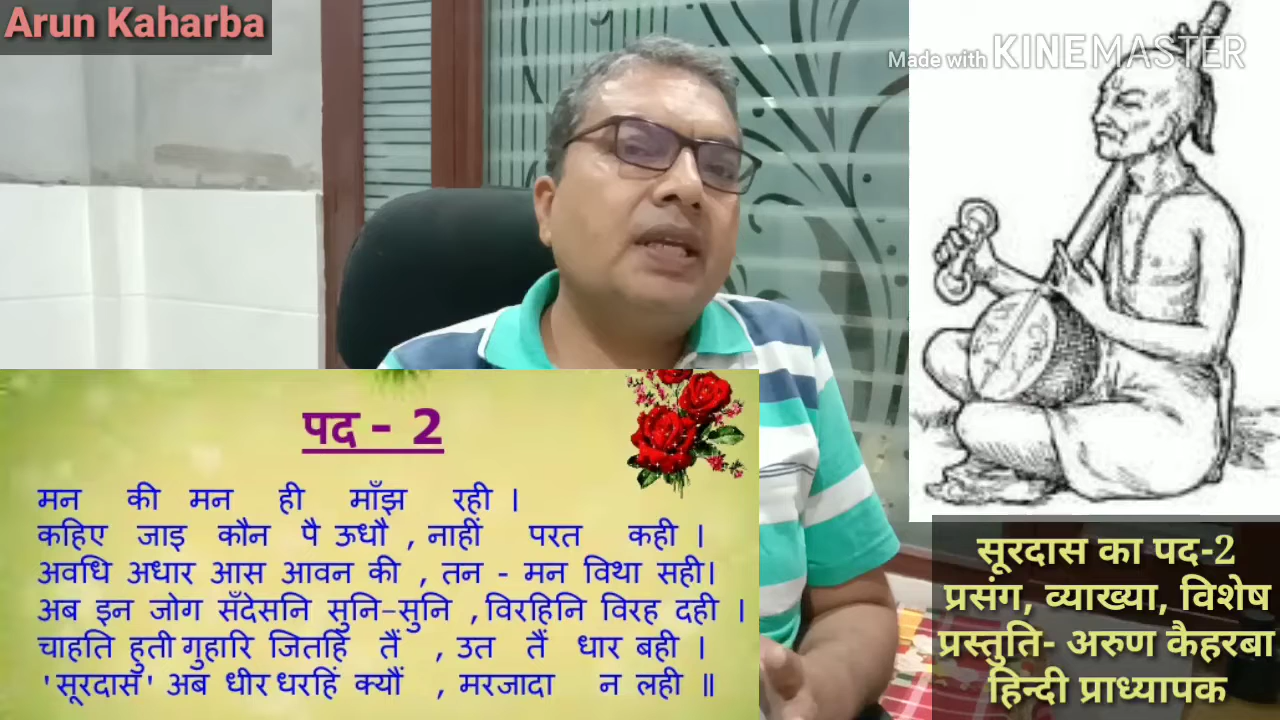 Arun Kaharba
Made with KINEMASTER
पद - 2
मन की मन ही माँझ रही ।
कहिए जाइ कौन पै ऊधौ , नाहीं परत कही ।
अवधि अधार आस आवन की , तन - मन विथा सही।
अब इन जोग सँदेसनि सुनि-सुनि , विरहिनि विरह दही ।
चाहति हुती गुहारि जितहिं तैं , उत तैं धार बही ।
'सूरदास' अब धीर धरहिं क्यौं , मरजादा न लही ॥
सूरदास का पद-2
प्रसंग, व्याख्या, विशेष
प्रस्तुति- अरुण कैहरबा
हिन्दी प्राध्यापक